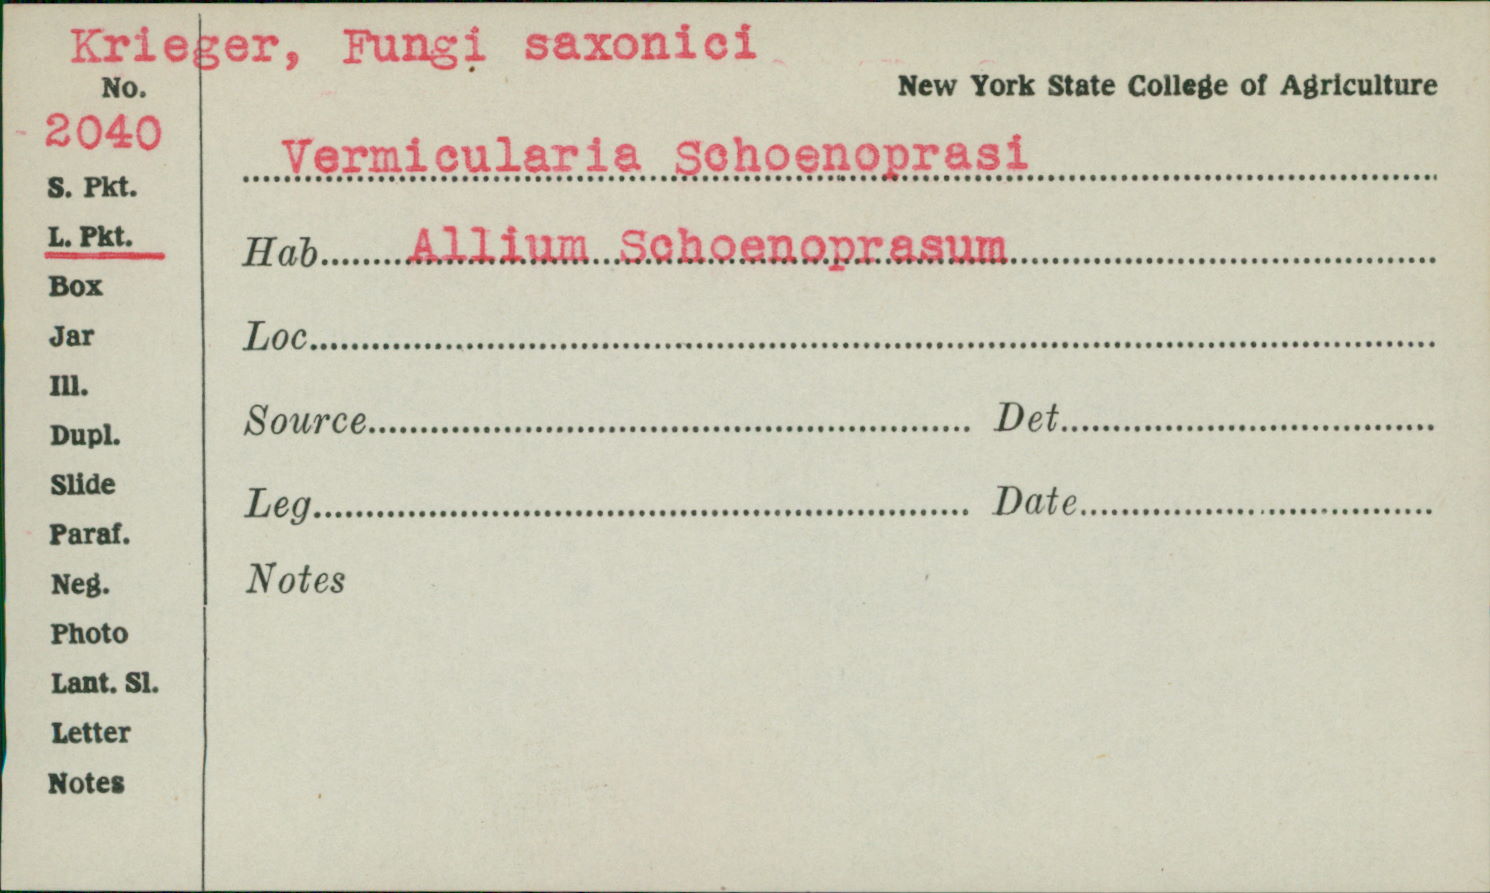 Krieger, Fungi saxonici
New York State College of Agriculture
No.
2040
Vermicularia Schoenoprasi
S. Pkt.
L. Pkt.
Hab. Allium Schoenoprasum
Box
Jar
Loc.
Ill.
Dupl.
Source Det.
Slide
Leg. Date
Paraf.
Neg.
Notes
Photo
Lant. Sl.
Letter
Notes